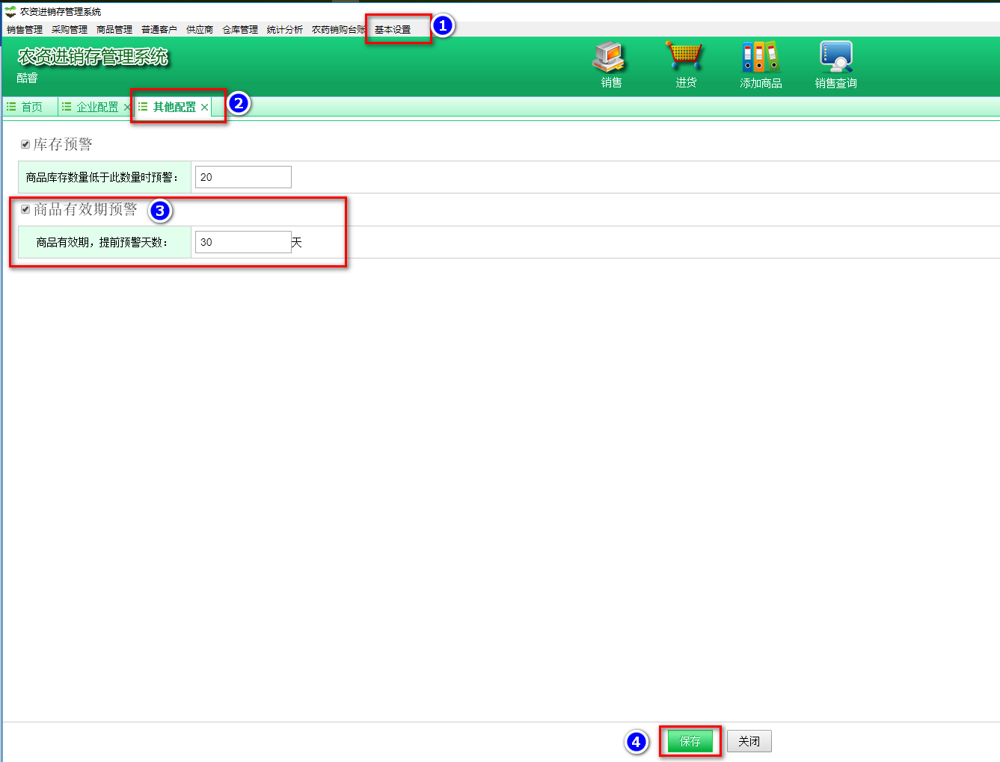 农资进销存管理系统
销售管理 采购管理 商品管理 普通客户 供应商 仓库管理 统计分析 农药销购台账 基本设置 1
农资进销存管理系统
酷睿
销售 进货 添加商品 销售查询
首页 企业配置 其他配置 2
库存预警
商品库存数量低于此数量时预警： 20
商品有效期预警 3
商品有效期，提前预警天数： 30 天
4 保存 关闭